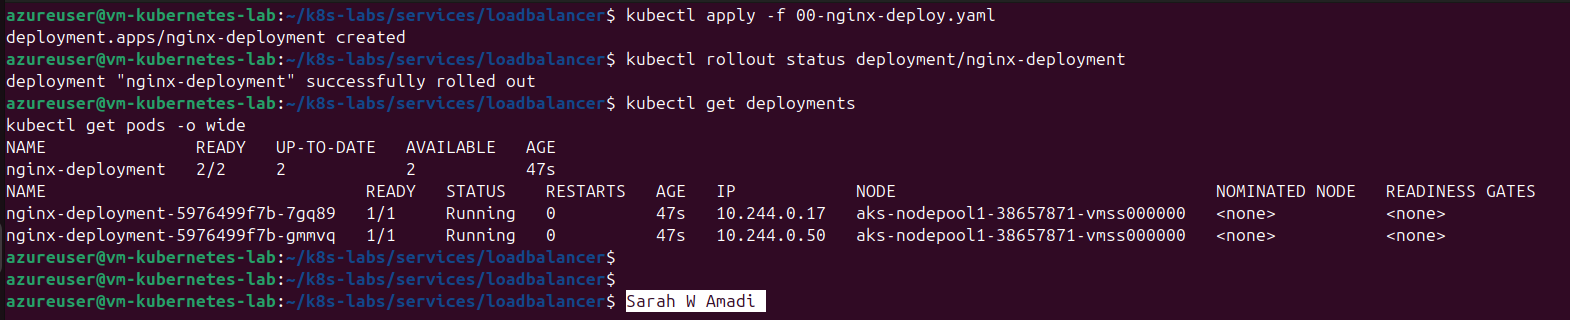 azureuser@vm-kubernetes-lab:~/k8s-labs/services/loadbalancer$ kubectl apply -f 00-nginx-deploy.yaml
deployment.apps/nginx-deployment created
azureuser@vm-kubernetes-lab:~/k8s-labs/services/loadbalancer$ kubectl rollout status deployment/nginx-deployment
deployment "nginx-deployment" successfully rolled out
azureuser@vm-kubernetes-lab:~/k8s-labs/services/loadbalancer$ kubectl get deployments
kubectl get pods -o wide
NAME               READY   UP-TO-DATE   AVAILABLE   AGE
nginx-deployment   2/2     2            2           47s
NAME                                READY   STATUS    RESTARTS   AGE   IP            NODE                                NOMINATED NODE   READINESS GATES
nginx-deployment-5976499f7b-7gq89   1/1     Running   0          47s   10.244.0.17   aks-nodepool1-38657871-vmss000000   <none>           <none>
nginx-deployment-5976499f7b-gmmvq   1/1     Running   0          47s   10.244.0.50   aks-nodepool1-38657871-vmss000000   <none>           <none>
azureuser@vm-kubernetes-lab:~/k8s-labs/services/loadbalancer$
azureuser@vm-kubernetes-lab:~/k8s-labs/services/loadbalancer$
azureuser@vm-kubernetes-lab:~/k8s-labs/services/loadbalancer$ Sarah W Amadi